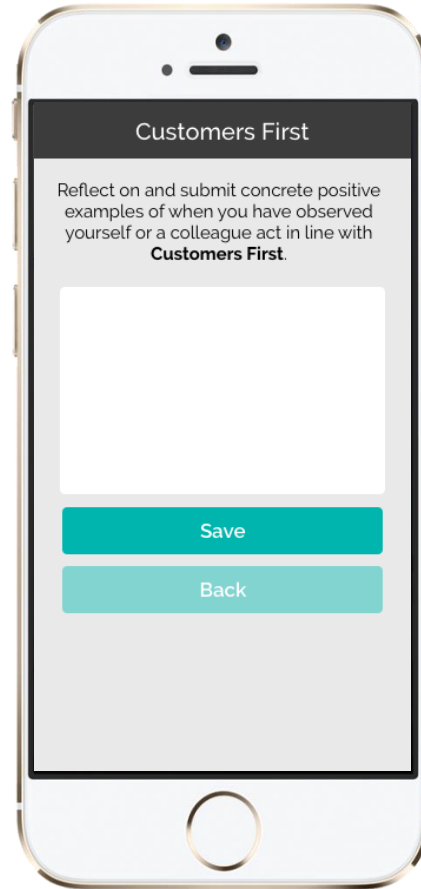 Customers First
Reflect on and submit concrete positive
examples of when you have observed
yourself or a colleague act in line with
Customers First.
Save
Back